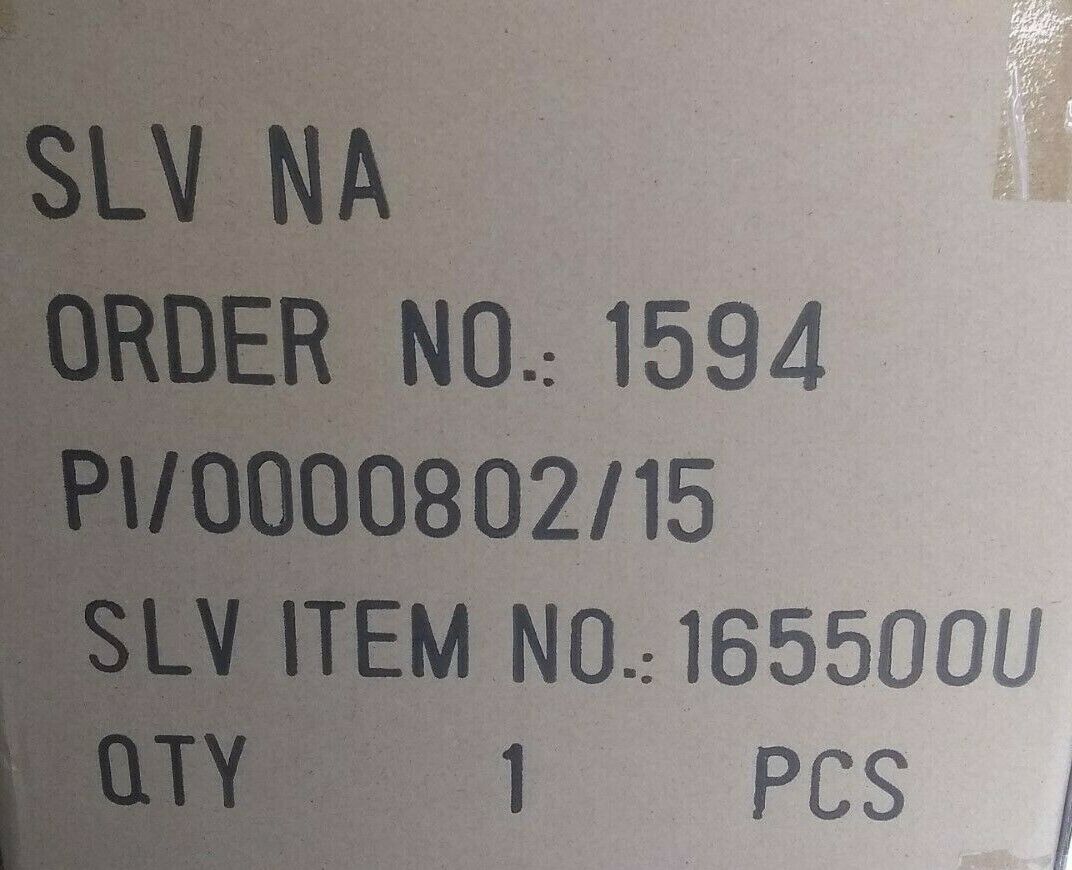 SLV NA
ORDER NO.: 1594
PI/0000802/15
SLV ITEM NO.: 165500U
QTY 1 PCS